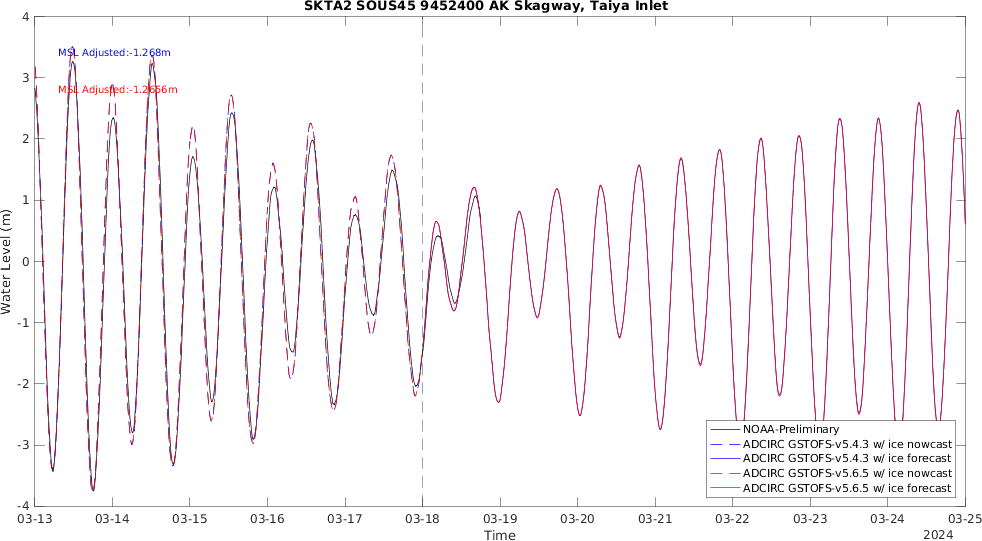 SKTA2 SOUS45 9452400 AK Skagway, Taiya Inlet
4
MSL Adjusted:-1.268m
3
MSL Adjusted:-1.2656m
2
1
0
-1
-2
-3
-4
Water Level (m)
NOAA-Preliminary
ADCIRC GSTOFS-v5.4.3 w/ ice nowcast
ADCIRC GSTOFS-v5.4.3 w/ ice forecast
ADCIRC GSTOFS-v5.6.5 w/ ice nowcast
ADCIRC GSTOFS-v5.6.5 w/ ice forecast
03-13 03-14 03-15 03-16 03-17 03-18 03-19 03-20 03-21 03-22 03-23 03-24 03-25
Time
2024